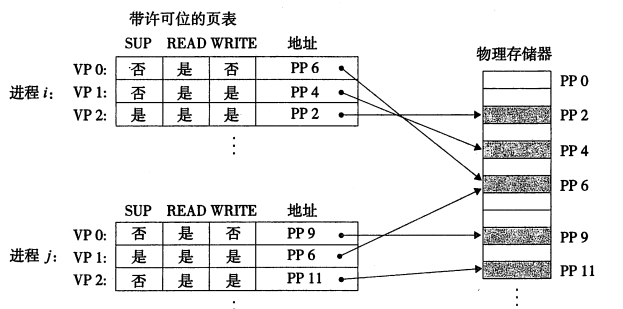 带许可位的页表
SUP READ WRITE 地址
VP 0: 否 是 否 PP 6
进程 i: VP 1: 否 是 是 PP 4
VP 2: 是 是 是 PP 2
⋮
SUP READ WRITE 地址
VP 0: 否 是 否 PP 9
进程 j: VP 1: 是 是 是 PP 6
VP 2: 否 是 是 PP 11
⋮
物理存储器
PP 0
PP 2
PP 4
PP 6
PP 9
PP 11
⋮